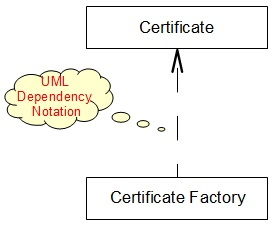 Certificate
UML
Dependency
Notation
Certificate Factory